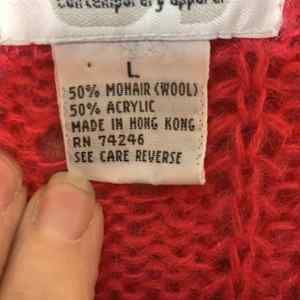 contemporary apparel
L
50% MOHAIR (WOOL)
50% ACRYLIC
MADE IN HONG KONG
RN 74246
SEE CARE REVERSE